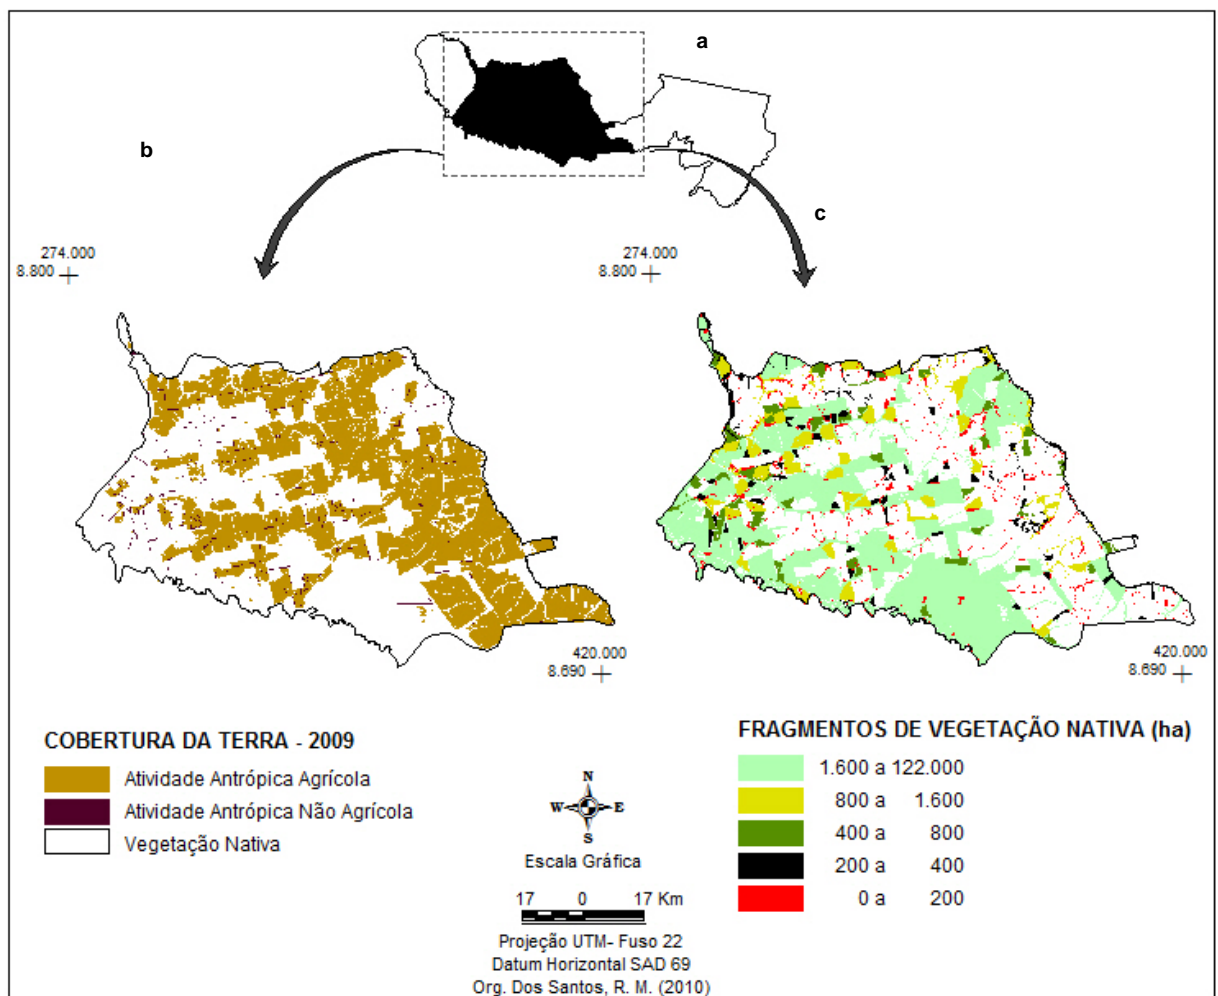 a
b
c
274.000
8.800
274.000
8.800
420.000
8.690
420.000
8.690
COBERTURA DA TERRA - 2009
Atividade Antrópica Agrícola
Atividade Antrópica Não Agrícola
Vegetação Nativa
N
W E
S
Escala Gráfica
17 0 17 Km
Projeção UTM- Fuso 22
Datum Horizontal SAD 69
Org. Dos Santos, R. M. (2010)
FRAGMENTOS DE VEGETAÇÃO NATIVA (ha)
1.600 a 122.000
800 a 1.600
400 a 800
200 a 400
0 a 200